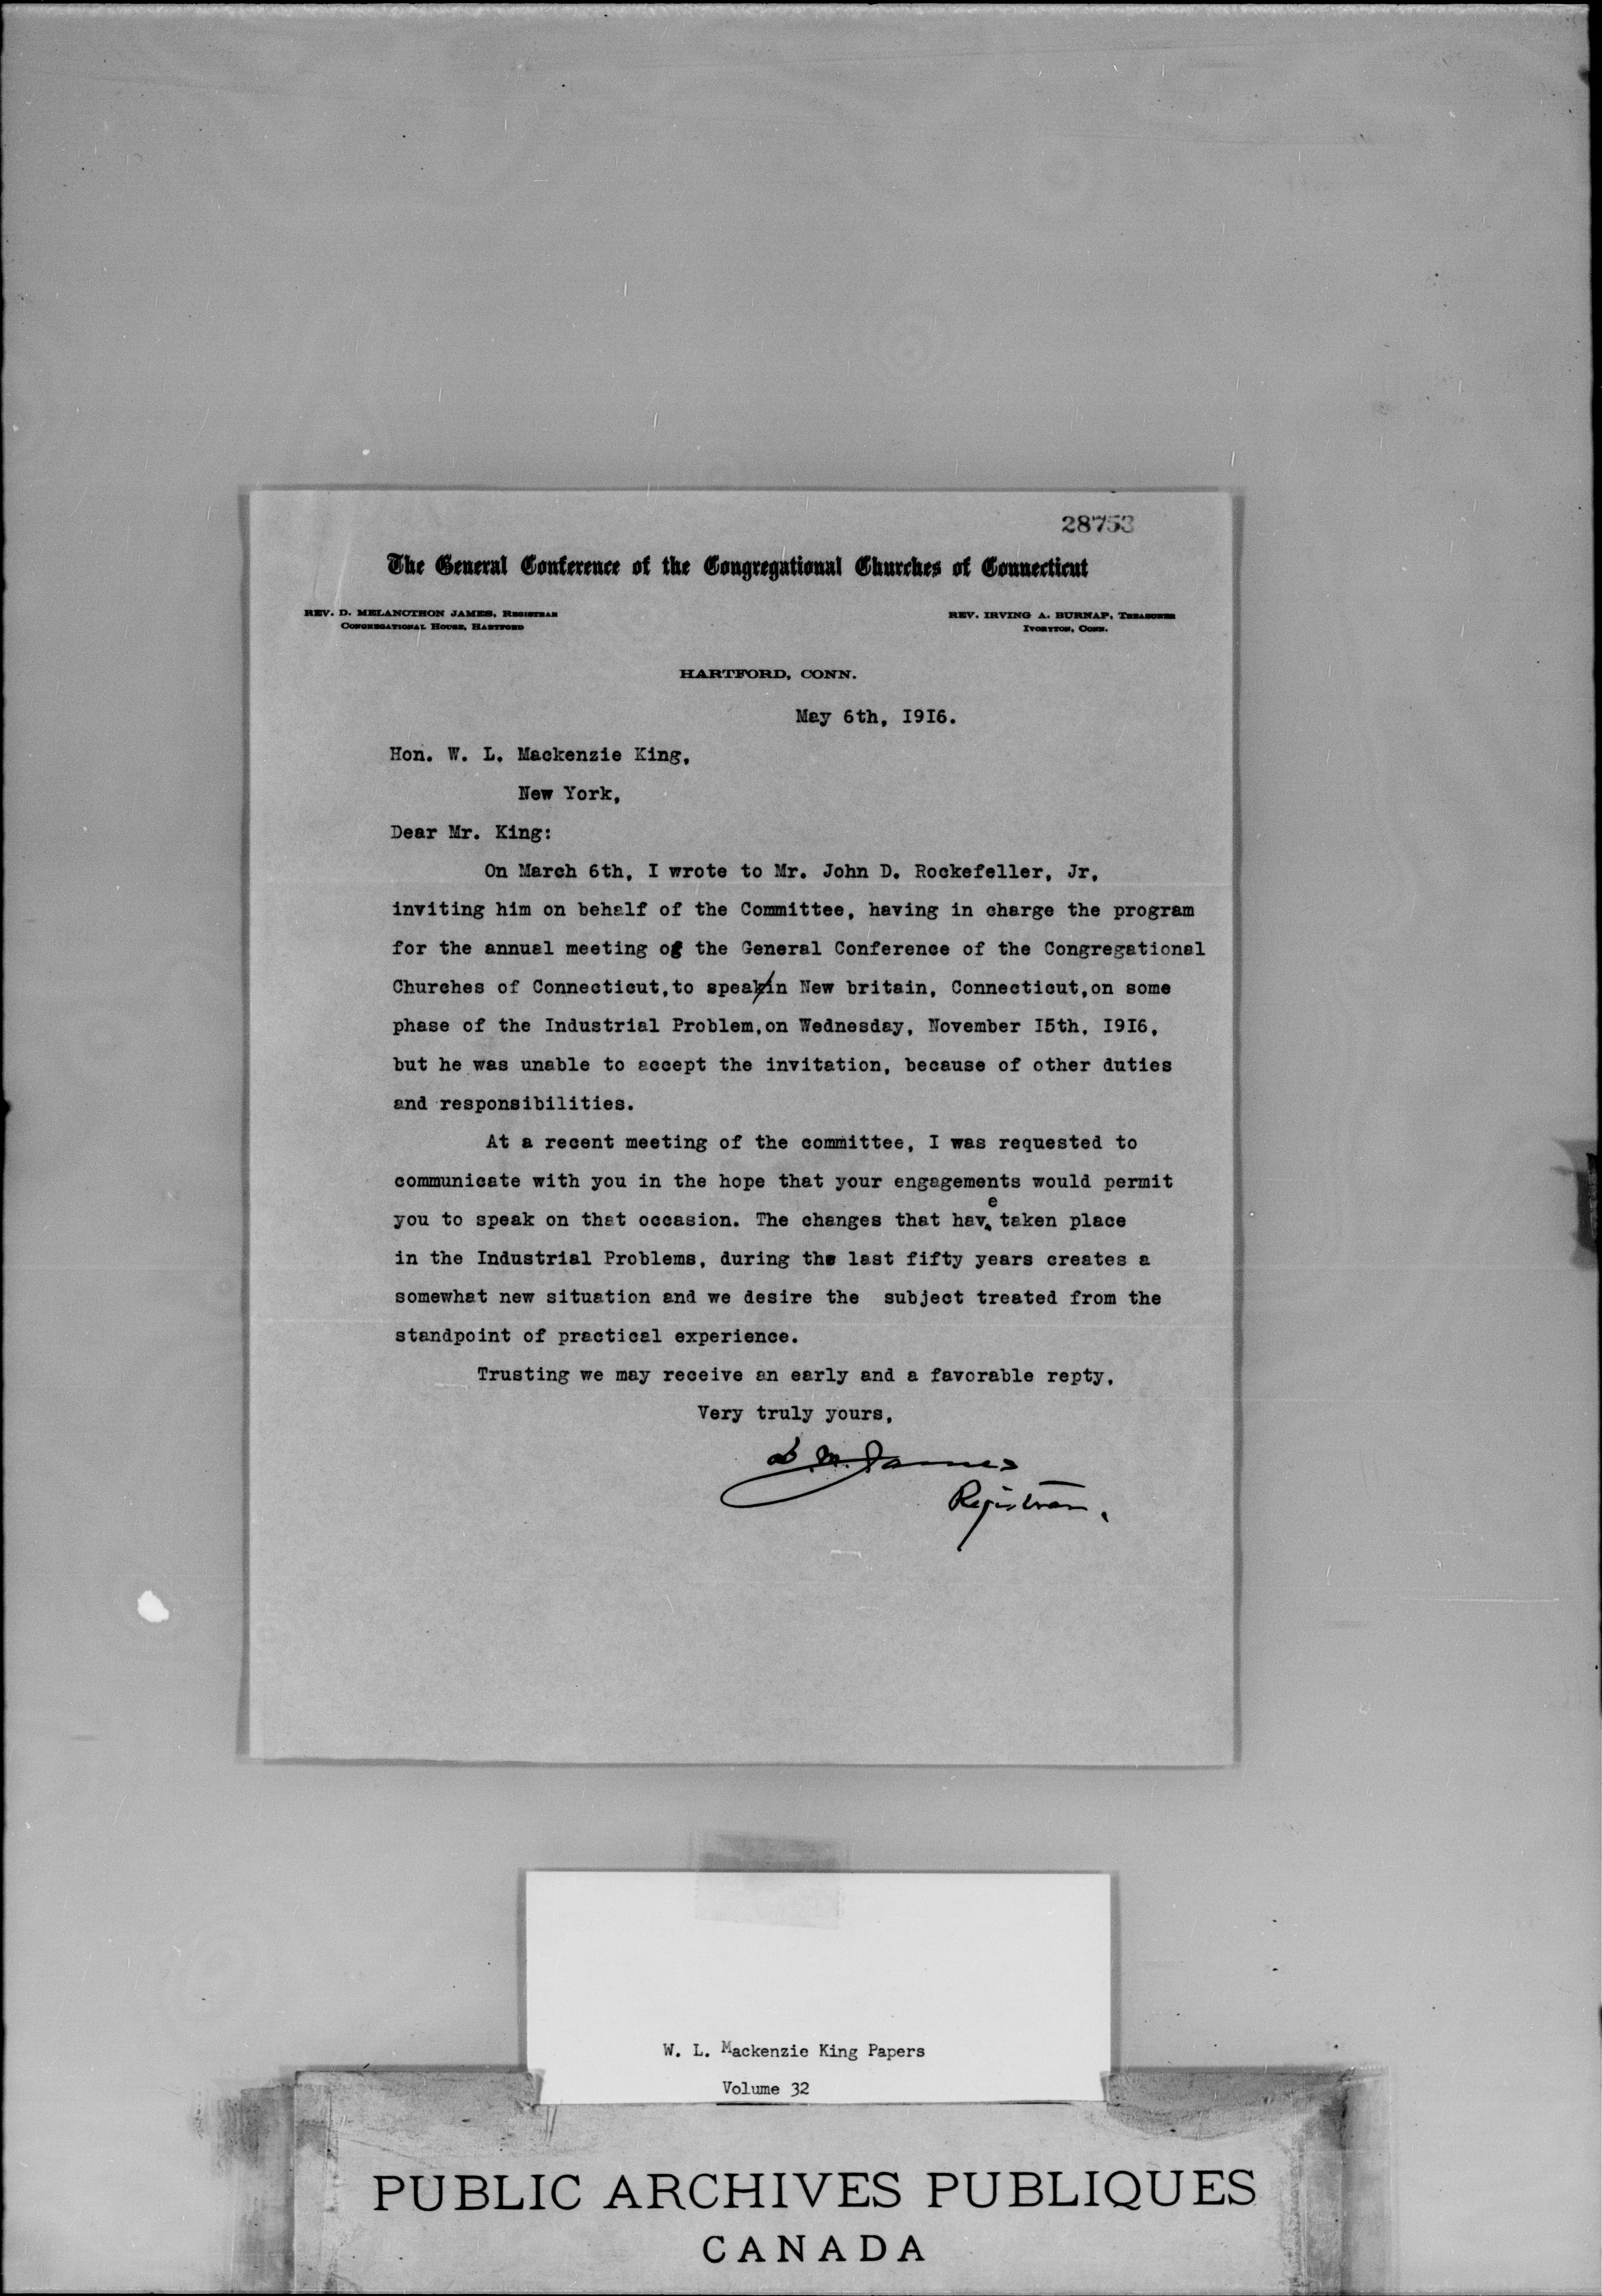 28753
The General Conference of the Congregational Churches of Connecticut
REV. D. MELANCTHON JAMES, REGISTRAR
CONGREGATIONAL HOUSE, HARTFORD
REV. IRVING A. BURNAP, TREASURER
IVORYTON, CONN.
HARTFORD, CONN.
May 6th, I9I6.
Hon. W. L. Mackenzie King,
New York,
Dear Mr. King:
On March 6th, I wrote to Mr. John D. Rockefeller, Jr,
inviting him on behalf of the Committee, having in charge the program
for the annual meeting of the General Conference of the Congregational
Churches of Connecticut,to speak/in New britain, Connecticut,on some
phase of the Industrial Problem,on Wednesday, November I5th, I9I6,
but he was unable to accept the invitation, because of other duties
and responsibilities.
At a recent meeting of the committee, I was requested to
communicate with you in the hope that your engagements would permit
you to speak on that occasion. The changes that have taken place
in the Industrial Problems, during the last fifty years creates a
somewhat new situation and we desire the subject treated from the
standpoint of practical experience.
Trusting we may receive an early and a favorable repty,
Very truly yours,
D. M. James
Registrar.
W. L. Mackenzie King Papers
Volume 32
PUBLIC ARCHIVES PUBLIQUES
CANADA